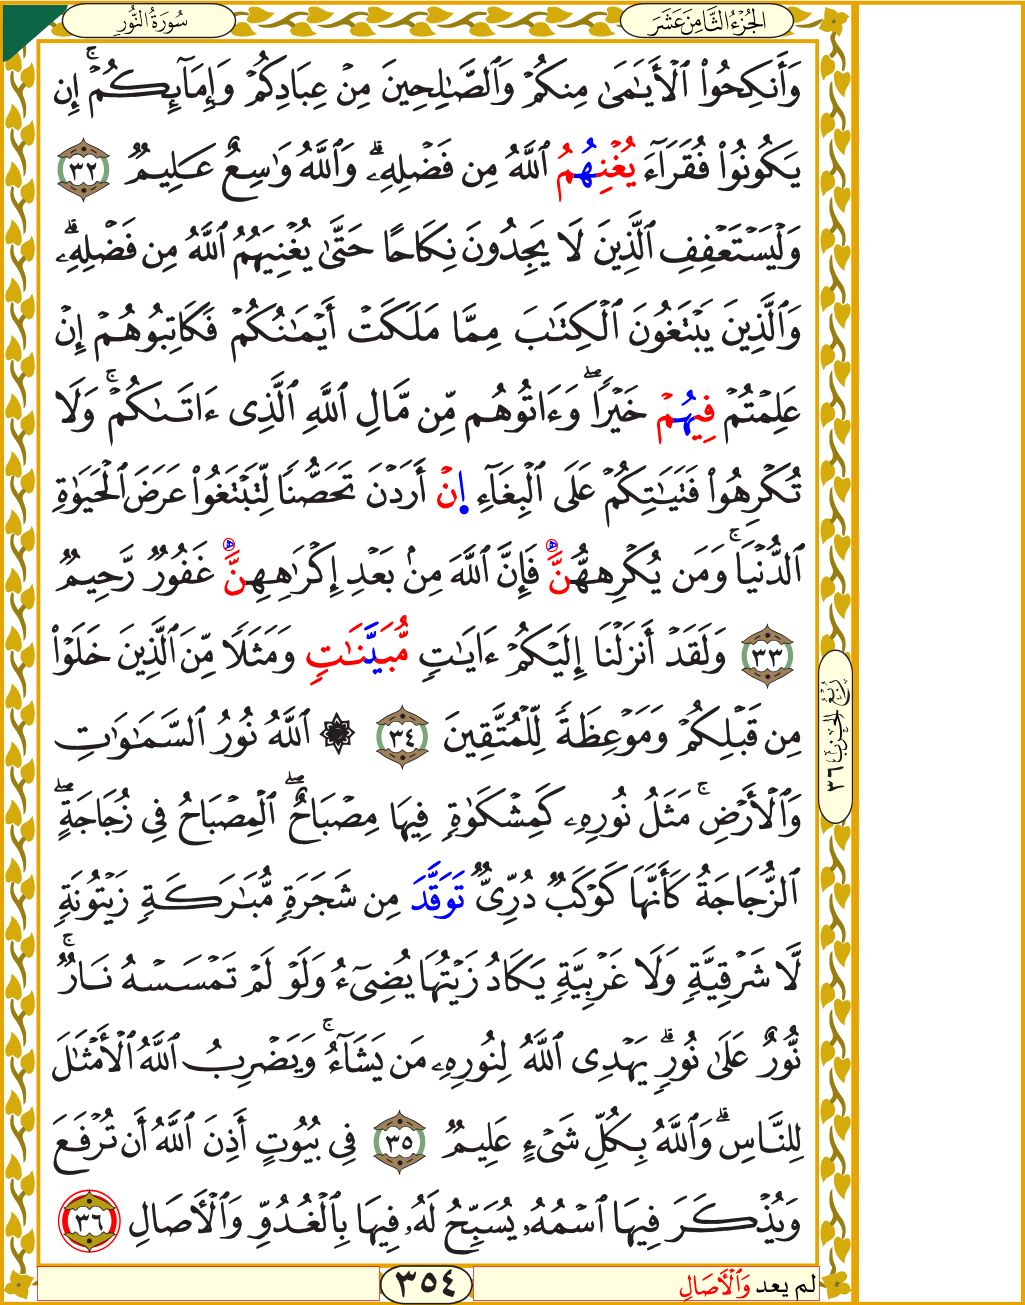 سُورَةُ النُّورِ
الجُزْءُ الثَّامِنَ عَشَرَ
وَأَنكِحُوا۟ ٱلْأَيَـٰمَىٰ مِنكُمْ وَٱلصَّـٰلِحِينَ مِنْ عِبَادِكُمْ وَإِمَآئِكُمْۚ إِن
يَكُونُوا۟ فُقَرَآءَ يُغْنِهُمُ ٱللَّهُ مِن فَضْلِهِۦۗ وَٱللَّهُ وَٰسِعٌ عَلِيمٌ ٣٢
وَلْيَسْتَعْفِفِ ٱلَّذِينَ لَا يَجِدُونَ نِكَاحًا حَتَّىٰ يُغْنِيَهُمُ ٱللَّهُ مِن فَضْلِهِۦۗ
وَٱلَّذِينَ يَبْتَغُونَ ٱلْكِتَـٰبَ مِمَّا مَلَكَتْ أَيْمَـٰنُكُمْ فَكَاتِبُوهُمْ إِنْ
عَلِمْتُمْ فِيهُمْ خَيْرًاۖ وَءَاتُوهُم مِّن مَّالِ ٱللَّهِ ٱلَّذِىٓ ءَاتَىٰكُمْۚ وَلَا
تُكْرِهُوا۟ فَتَيَـٰتِكُمْ عَلَى ٱلْبِغَآءِ إِنْ أَرَدْنَ تَحَصُّنًا لِّتَبْتَغُوا۟ عَرَضَ ٱلْحَيَوٰةِ
ٱلدُّنْيَاۚ وَمَن يُكْرِههُّنَّ فَإِنَّ ٱللَّهَ مِنۢ بَعْدِ إِكْرَٰهِهِنَّ غَفُورٌ رَّحِيمٌ
٣٣ وَلَقَدْ أَنزَلْنَآ إِلَيْكُمْ ءَايَـٰتٍ مُّبَيَّنَـٰتٍ وَمَثَلًا مِّنَ ٱلَّذِينَ خَلَوْا۟
مِن قَبْلِكُمْ وَمَوْعِظَةً لِّلْمُتَّقِينَ ٣٤ ۞ ٱللَّهُ نُورُ ٱلسَّمَـٰوَٰتِ
وَٱلْأَرْضِۚ مَثَلُ نُورِهِۦ كَمِشْكَوٰةٍ فِيهَا مِصْبَاحٌۖ ٱلْمِصْبَاحُ فِى زُجَاجَةٍۖ
ٱلزُّجَاجَةُ كَأَنَّهَا كَوْكَبٌ دُرِّىٌّ تَوَقَّدَ مِن شَجَرَةٍ مُّبَـٰرَكَةٍ زَيْتُونَةٍ
لَّا شَرْقِيَّةٍ وَلَا غَرْبِيَّةٍ يَكَادُ زَيْتُهَا يُضِىٓءُ وَلَوْ لَمْ تَمْسَسْهُ نَارٌۚ
نُّورٌ عَلَىٰ نُورٍۗ يَهْدِى ٱللَّهُ لِنُورِهِۦ مَن يَشَآءُۚ وَيَضْرِبُ ٱللَّهُ ٱلْأَمْثَـٰلَ
لِلنَّاسِۗ وَٱللَّهُ بِكُلِّ شَىْءٍ عَلِيمٌ ٣٥ فِى بُيُوتٍ أَذِنَ ٱللَّهُ أَن تُرْفَعَ
وَيُذْكَرَ فِيهَا ٱسْمُهُۥ يُسَبِّحُ لَهُۥ فِيهَا بِٱلْغُدُوِّ وَٱلْأَصَالِ ٣٦
رُبْعُ الحِزْبِ ٣٦
٣٥٤
لم يعد وَٱلْأَصَالِ